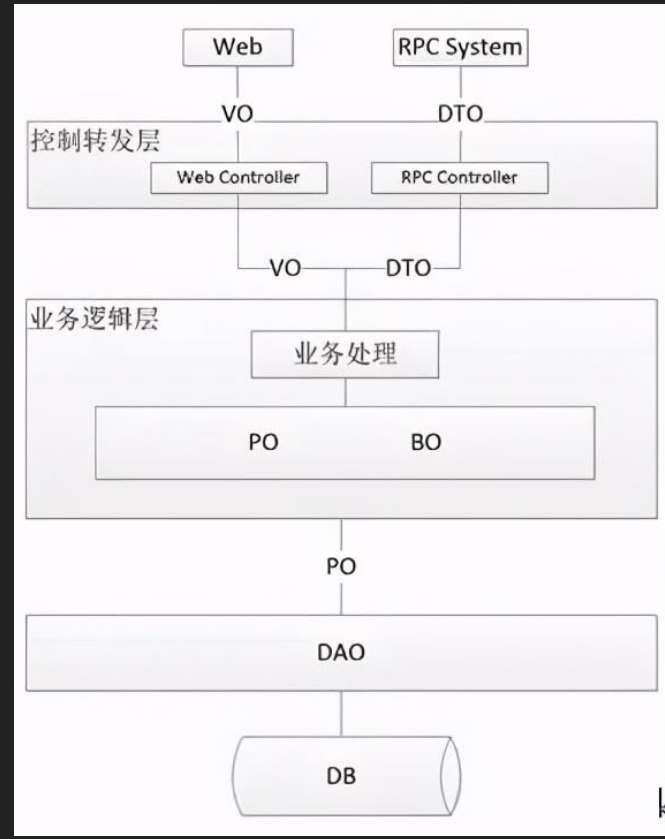 Web
RPC System
VO
DTO
控制转发层
Web Controller
RPC Controller
VO
DTO
业务逻辑层
业务处理
PO
BO
PO
DAO
DB